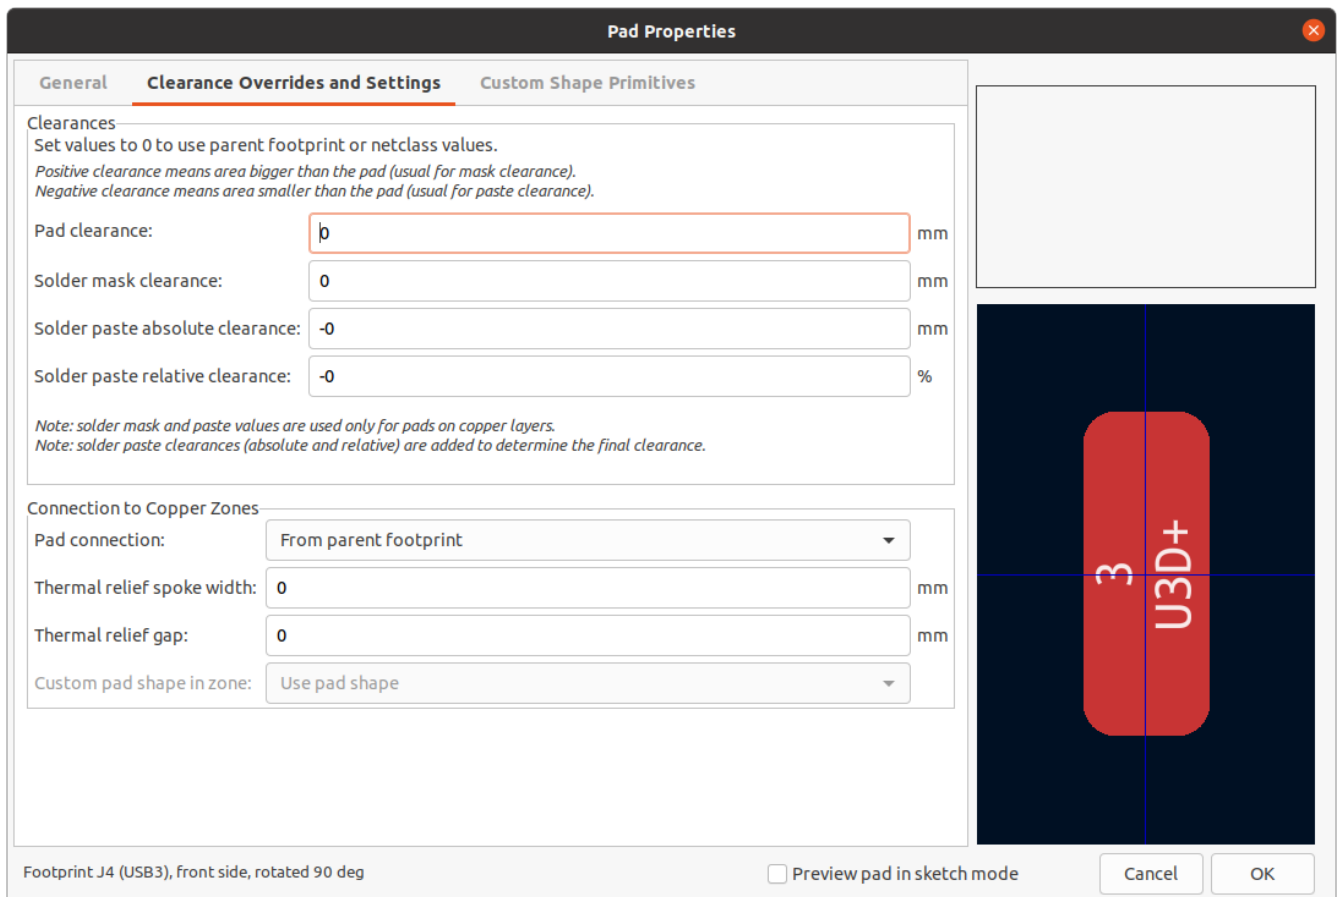 Pad Properties
General Clearance Overrides and Settings Custom Shape Primitives
Clearances
Set values to 0 to use parent footprint or netclass values.
Positive clearance means area bigger than the pad (usual for mask clearance).
Negative clearance means area smaller than the pad (usual for paste clearance).
Pad clearance: 0 mm
Solder mask clearance: 0 mm
Solder paste absolute clearance: -0 mm
Solder paste relative clearance: -0 %
Note: solder mask and paste values are used only for pads on copper layers.
Note: solder paste clearances (absolute and relative) are added to determine the final clearance.
Connection to Copper Zones
Pad connection: From parent footprint
Thermal relief spoke width: 0 mm
Thermal relief gap: 0 mm
Custom pad shape in zone: Use pad shape
3
U3D+
Footprint J4 (USB3), front side, rotated 90 deg
Preview pad in sketch mode
Cancel OK